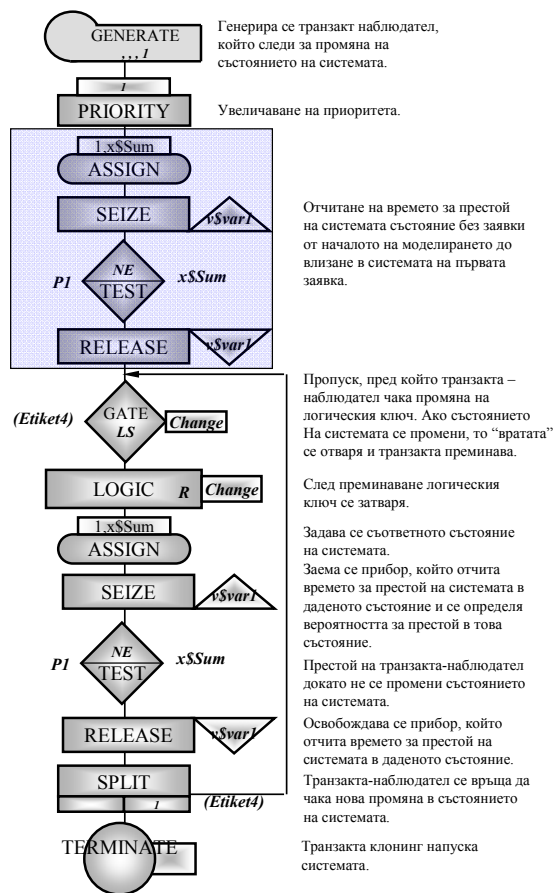 GENERATE
, , , 1
Генерира се транзакт наблюдател,
който следи за промяна на
състоянието на системата.
1
PRIORITY
Увеличаване на приоритета.
1,x$Sum
ASSIGN
SEIZE
v$var1
Отчитане на времето за престой
на системата състояние без заявки
от началото на моделирането до
влизане в системата на първата
заявка.
P1
NE
TEST
x$Sum
RELEASE
v$var1
Пропуск, пред който транзакта –
наблюдател чака промяна на
логическия ключ. Ако състоянието
На системата се промени, то “вратата”
се отваря и транзакта преминава.
(Etiket4)
GATE
LS
Change
LOGIC R
Change
След преминаване логическия
ключ се затваря.
1,x$Sum
ASSIGN
Задава се съответното състояние
на системата.
SEIZE
v$var1
Заема се прибор, който отчита
времето за престой на системата в
даденото състояние и се определя
вероятността за престой в това
състояние.
P1
NE
TEST
x$Sum
Престой на транзакта-наблюдател
докато не се промени състоянието
на системата.
RELEASE
v$var1
Освобождава се прибор, който
отчита времето за престой на
системата в даденото състояние.
SPLIT
1
(Etiket4)
Транзакта-наблюдател се връща да
чака нова промяна в състоянието
на системата.
TERMINATE
Транзакта клонинг напуска
системата.